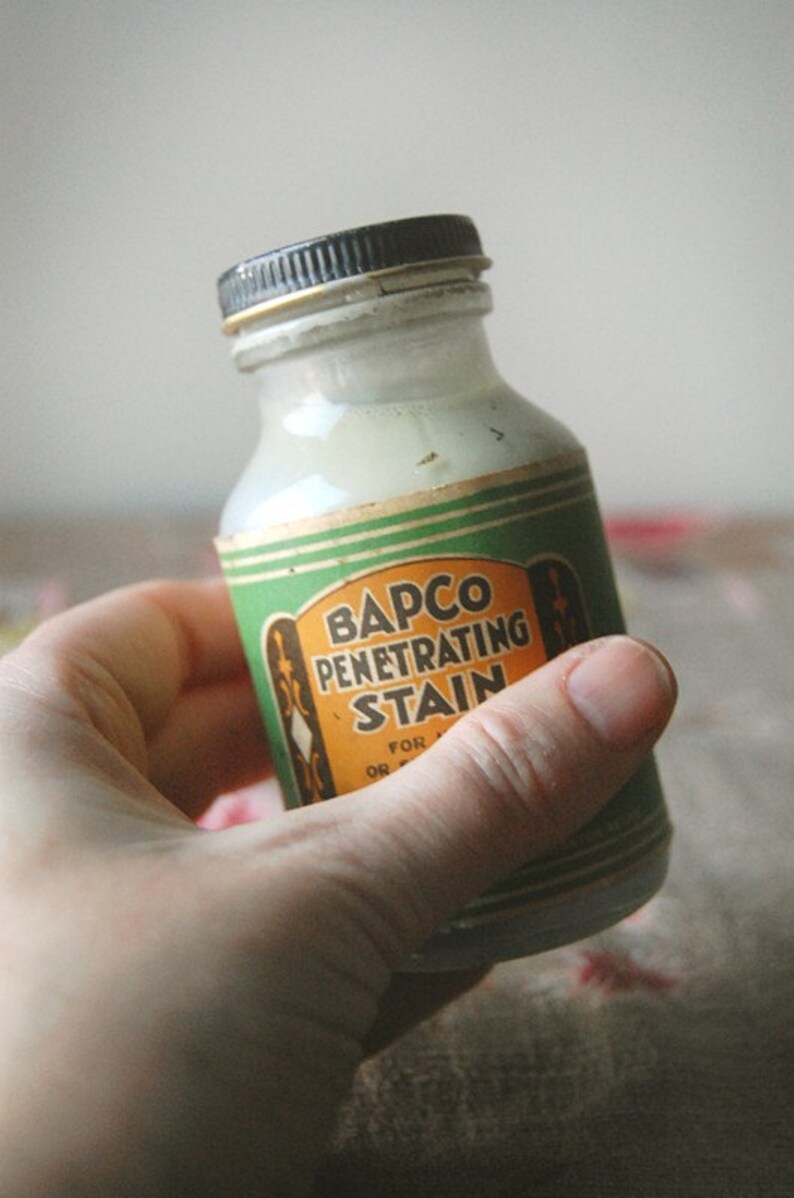 BAPCO
PENETRATING
STAIN
FOR
OR